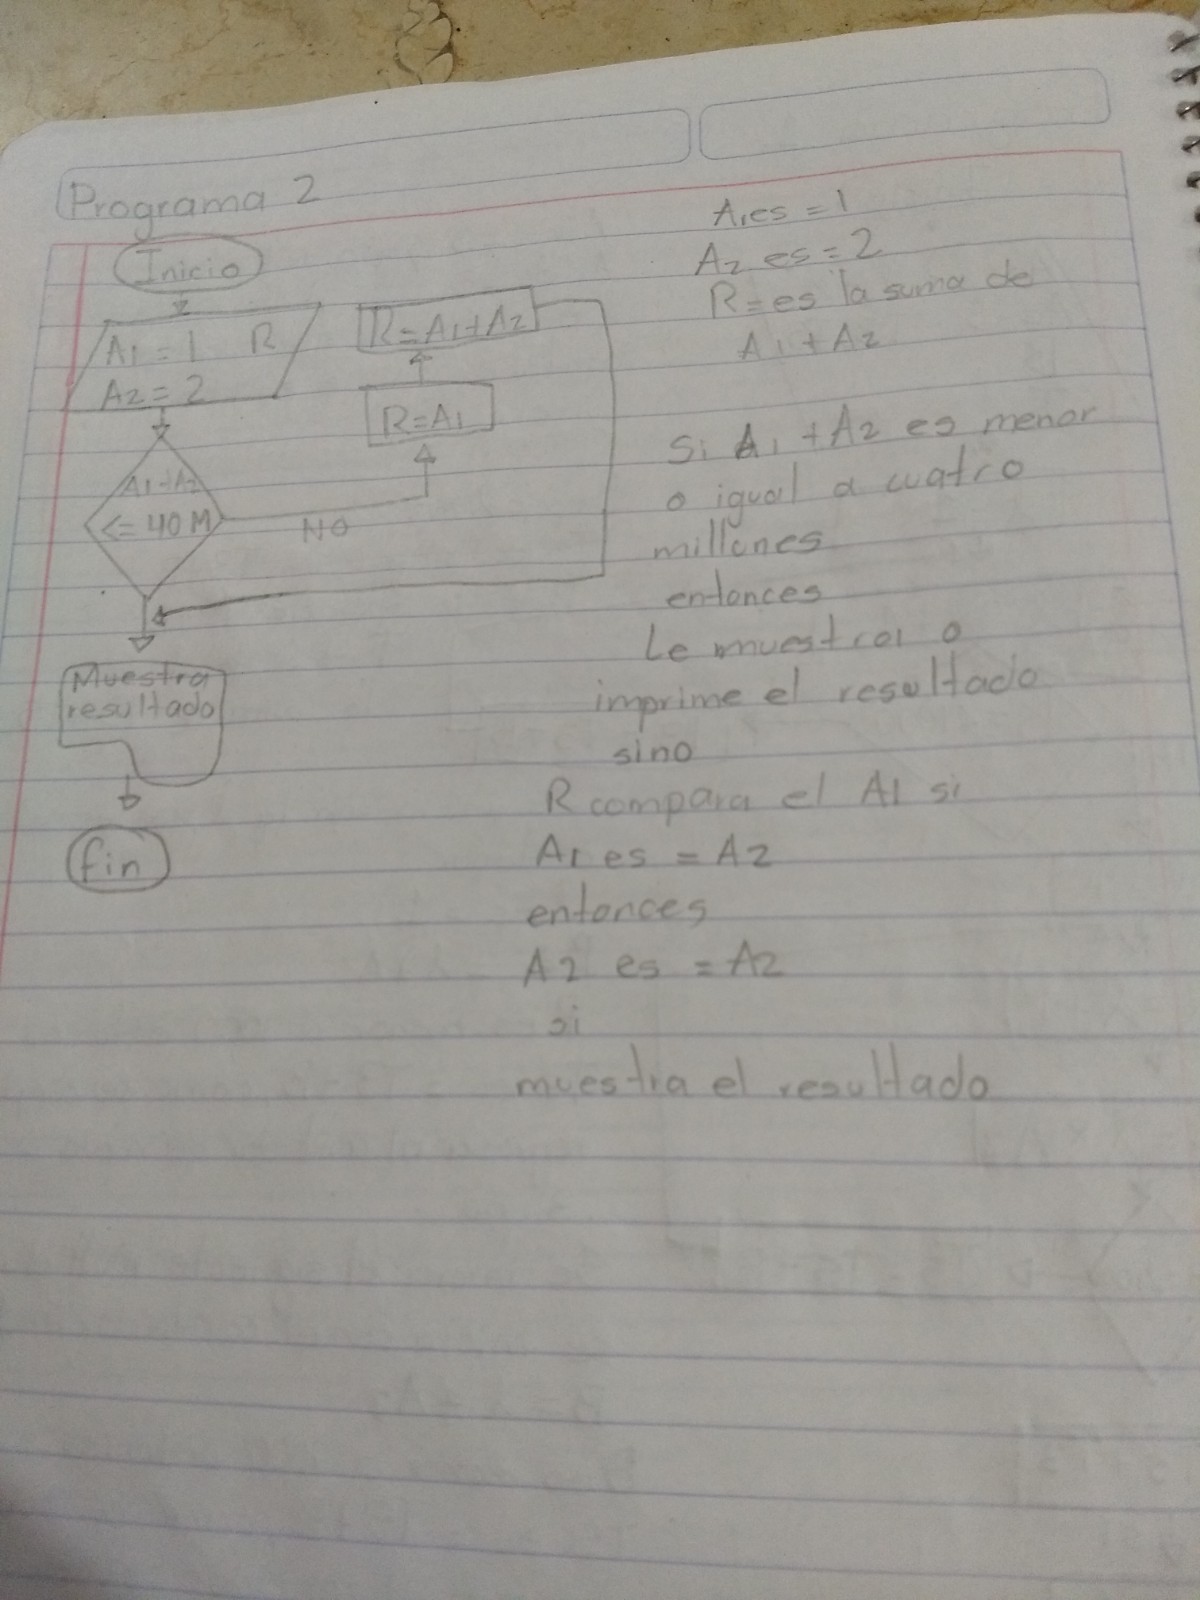 Programa 2
Inicio
A1 = 1 R
A2 = 2
R=A1+A2
R=A1
A1+A2
<= 40 M
NO
Muestra
resultado
fin
A1es = 1
A2 es = 2
R=es la suma de
A1 + A2
Si A1 + A2 es menor
o igual a cuatro
millones
entonces
Le muestra o
imprime el resultado
sino
R compara el A1 si
A1 es = A2
entonces
A2 es = A2
si
muestra el resultado